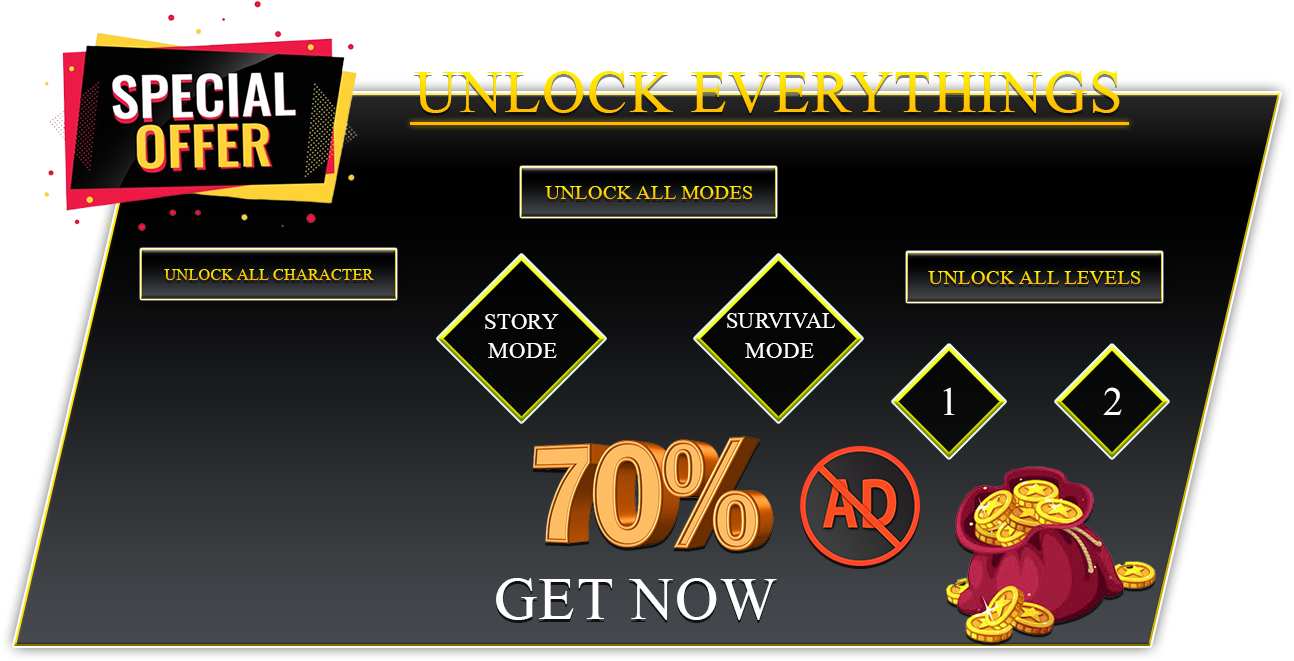 SPECIAL
OFFER
UNLOCK EVERYTHINGS
UNLOCK ALL MODES
UNLOCK ALL CHARACTER
UNLOCK ALL LEVELS
STORY
MODE
SURVIVAL
MODE
1
2
70%
AD
GET NOW